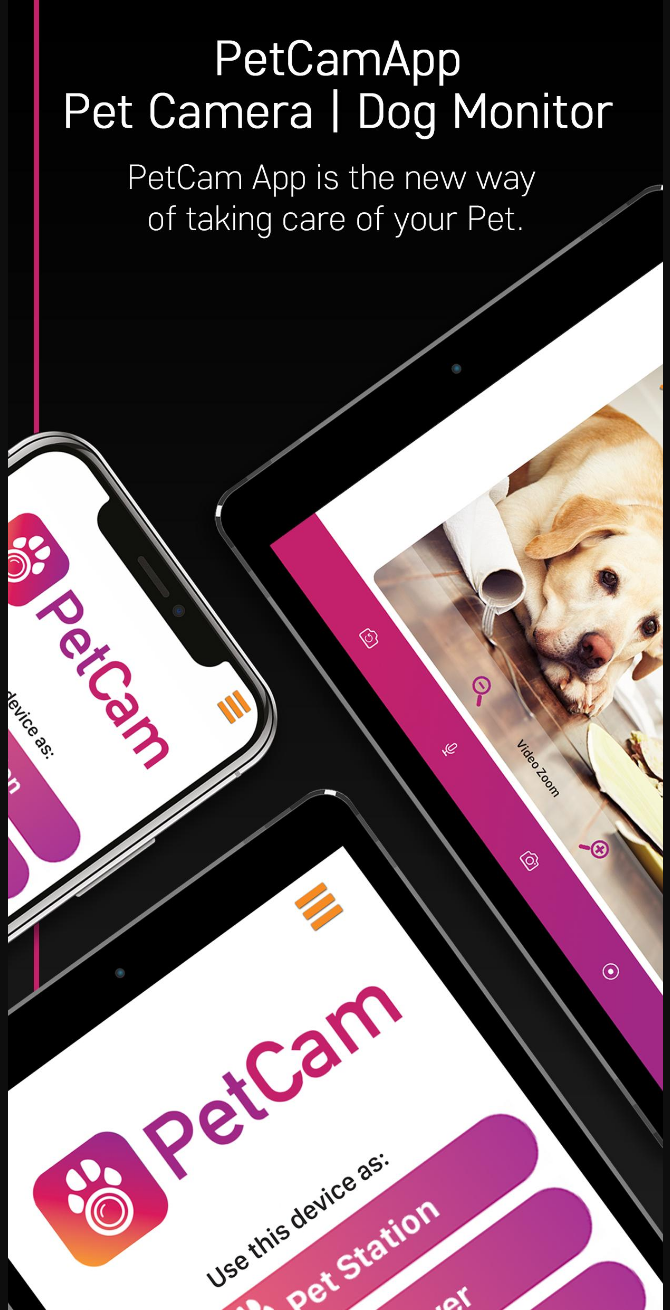 PetCamApp
Pet Camera | Dog Monitor
PetCam App is the new way
of taking care of your Pet.
PetCam
device as:
Video Zoom
PetCam
Use this device as:
Pet Station